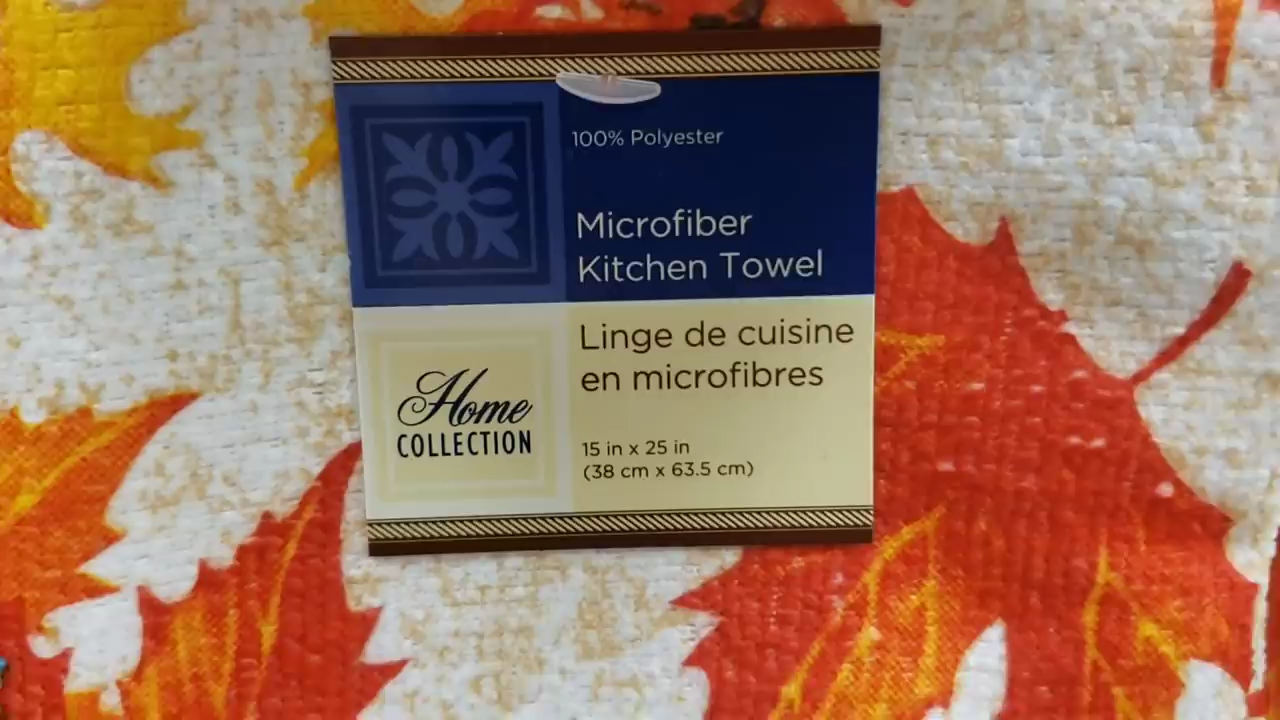 100% Polyester
Microfiber
Kitchen Towel
Linge de cuisine
en microfibres
Home
COLLECTION
15 in x 25 in
(38 cm x 63.5 cm)